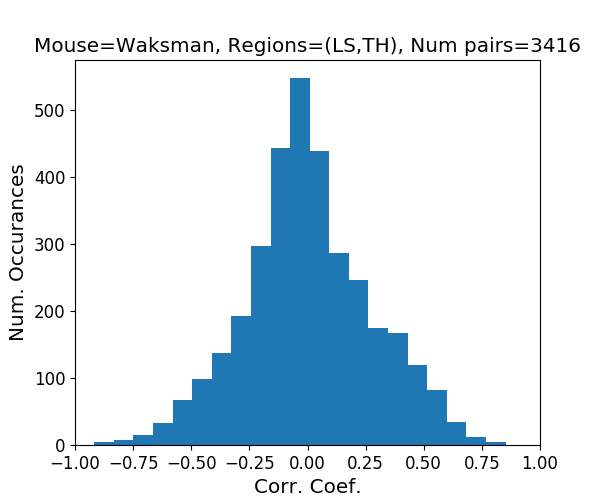 Mouse=Waksman, Regions=(LS,TH), Num pairs=3416
500
400
300
200
100
0
Num. Occurances
−1.00 −0.75 −0.50 −0.25 0.00 0.25 0.50 0.75 1.00
Corr. Coef.